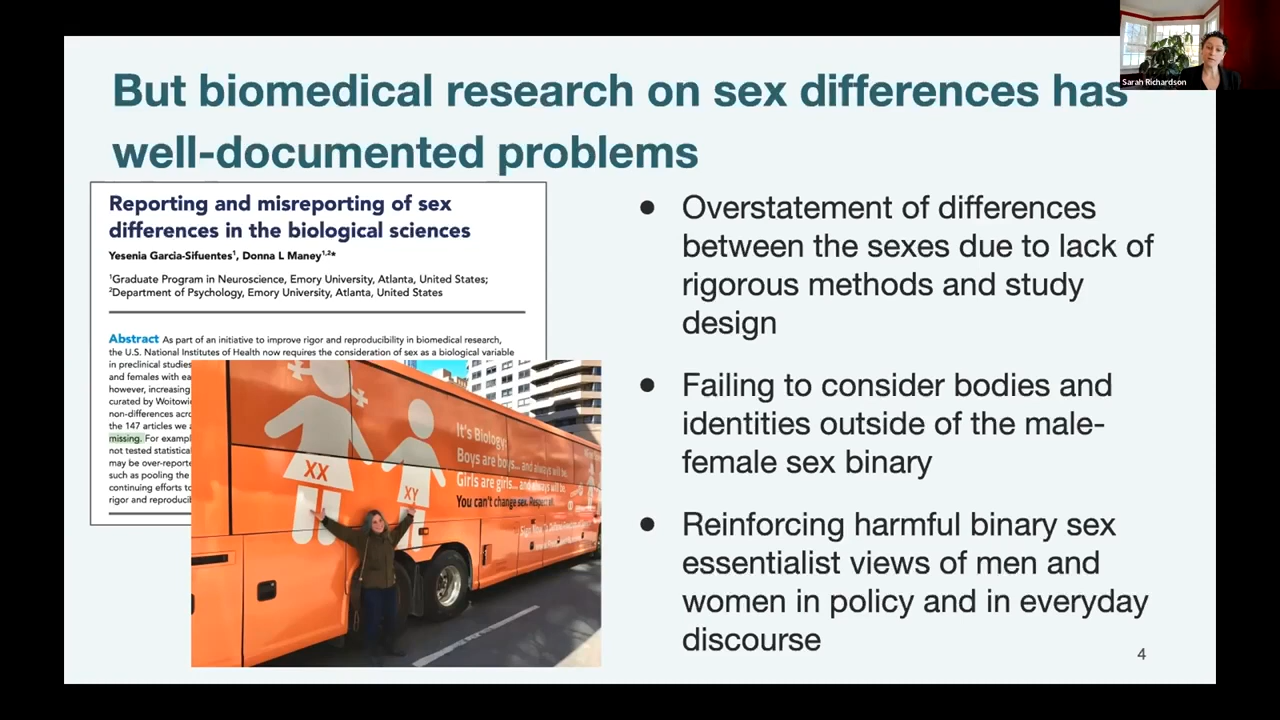 But biomedical research on sex differences has
well-documented problems
Sarah Richardson
Reporting and misreporting of sex
differences in the biological sciences
Yesenia Garcia-Sifuentes¹, Donna L Maney¹,²*
¹Graduate Program in Neuroscience, Emory University, Atlanta, United States;
²Department of Psychology, Emory University, Atlanta, United States
Abstract As part of an initiative to improve rigor and reproducibility in biomedical research,
the U.S. National Institutes of Health now requires the consideration of sex as a biological variable
in preclinical studies
and females with ea
however, increasing
curated by Woitowi
non-differences acro
the 147 articles we a
missing. For exampl
not tested statistical
may be over-reporte
such as pooling the
continuing efforts to
rigor and reproducib
XX
XY
It's Biology:
Boys are boys... and always will be.
Girls are girls... and always will be.
You can't change sex. Respect all.
• Overstatement of differences
between the sexes due to lack of
rigorous methods and study
design
• Failing to consider bodies and
identities outside of the male-
female sex binary
• Reinforcing harmful binary sex
essentialist views of men and
women in policy and in everyday
discourse
4